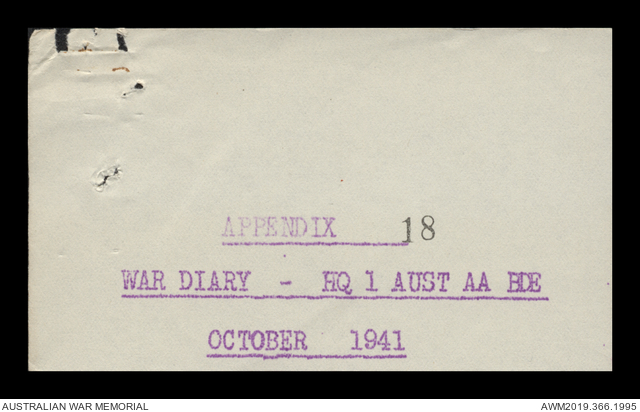 APPENDIX 18
WAR DIARY - HQ 1 AUST AA BDE
OCTOBER 1941
AUSTRALIAN WAR MEMORIAL
AWM2019.366.1995